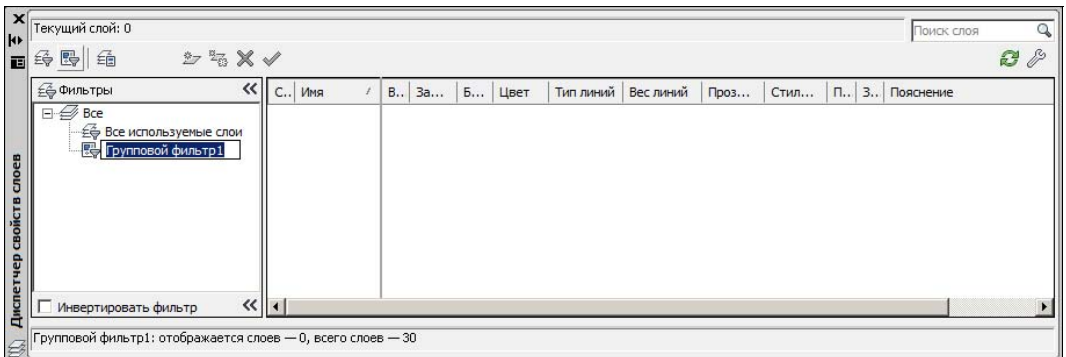 Текущий слой: 0
Поиск слоя
Фильтры
С.. Имя В.. За... Б... Цвет Тип линий Вес линий Проз... Стил... П.. З.. Пояснение
Все
Все используемые слои
Групповой фильтр1
Инвертировать фильтр
Групповой фильтр1: отображается слоев — 0, всего слоев — 30
Диспетчер свойств слоев